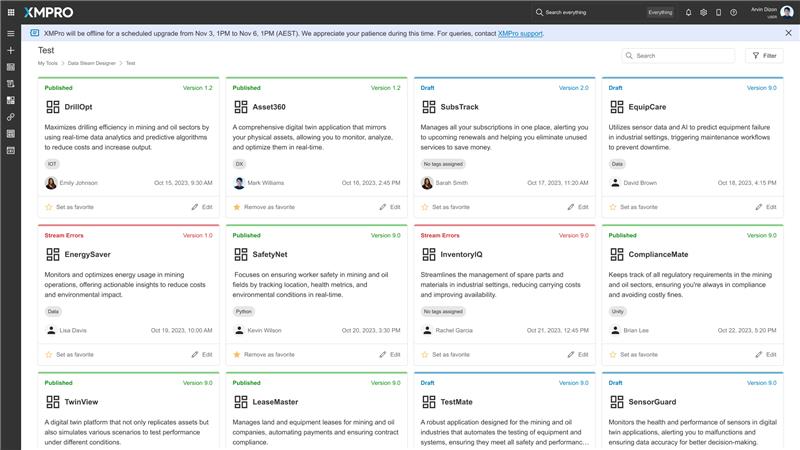 XMPRO
Search everything
Everything
Arvin Dizon
USER
XMPro will be offline for a scheduled upgrade from Nov 3, 1PM to Nov 6, 1PM (AEST). We appreciate your patience during this time. For queries, contact XMPro support.
Test
My Tools > Data Steam Designer > Test
Search
Filter
Published
Version 1.2
DrillOpt
Maximizes drilling efficiency in mining and oil sectors by
using real-time data analytics and predictive algorithms
to reduce costs and increase output.
IOT
Emily Johnson
Oct 15, 2023, 9:30 AM
Set as favorite
Edit
Published
Version 1.2
Asset360
A comprehensive digital twin application that mirrors
your physical assets, allowing you to monitor, analyze,
and optimize them in real-time.
DX
Mark Williams
Oct 16, 2023, 2:45 PM
Remove as favorite
Edit
Draft
Version 2.0
SubsTrack
Manages all your subscriptions in one place, alerting you
to upcoming renewals and helping you eliminate unused
services to save money.
No tags assigned
Sarah Smith
Oct 17, 2023, 11:20 AM
Set as favorite
Edit
Draft
Version 9.0
EquipCare
Utilizes sensor data and AI to predict equipment failure
in industrial settings, triggering maintenance workflows
to prevent downtime.
Data
David Brown
Oct 18, 2023, 4:15 PM
Set as favorite
Edit
Stream Errors
Version 1.0
EnergySaver
Monitors and optimizes energy usage in mining
operations, offering actionable insights to reduce costs
and environmental impact.
Data
Lisa Davis
Oct 19, 2023, 10:00 AM
Set as favorite
Edit
Published
Version 9.0
SafetyNet
Focuses on ensuring worker safety in mining and oil
fields by tracking location, health metrics, and
environmental conditions in real-time.
Python
Kevin Wilson
Oct 20, 2023, 3:30 PM
Remove as favorite
Edit
Stream Errors
Version 9.0
InventoryIQ
Streamlines the management of spare parts and
materials in industrial settings, reducing carrying costs
and improving availability.
No tags assigned
Rachel Garcia
Oct 21, 2023, 12:45 PM
Set as favorite
Edit
Published
Version 9.0
ComplianceMate
Keeps track of all regulatory requirements in the mining
and oil sectors, ensuring you're always in compliance
and avoiding costly fines.
Unity
Brian Lee
Oct 22, 2023, 5:20 PM
Set as favorite
Edit
Published
Version 9.0
TwinView
A digital twin platform that not only replicates assets but
also simulates various scenarios to test performance
under different conditions.
Published
Version 9.0
LeaseMaster
Manages land and equipment leases for mining and oil
companies, automating payments and ensuring contract
compliance.
Draft
Version 9.0
TestMate
A robust application designed for the mining and oil
industries that automates the testing of equipment and
systems, ensuring they meet all safety and performanc...
Draft
Version 9.0
SensorGuard
Monitors the health and performance of sensors in digital
twin applications, alerting you to malfunctions and
ensuring data accuracy for better decision-making.